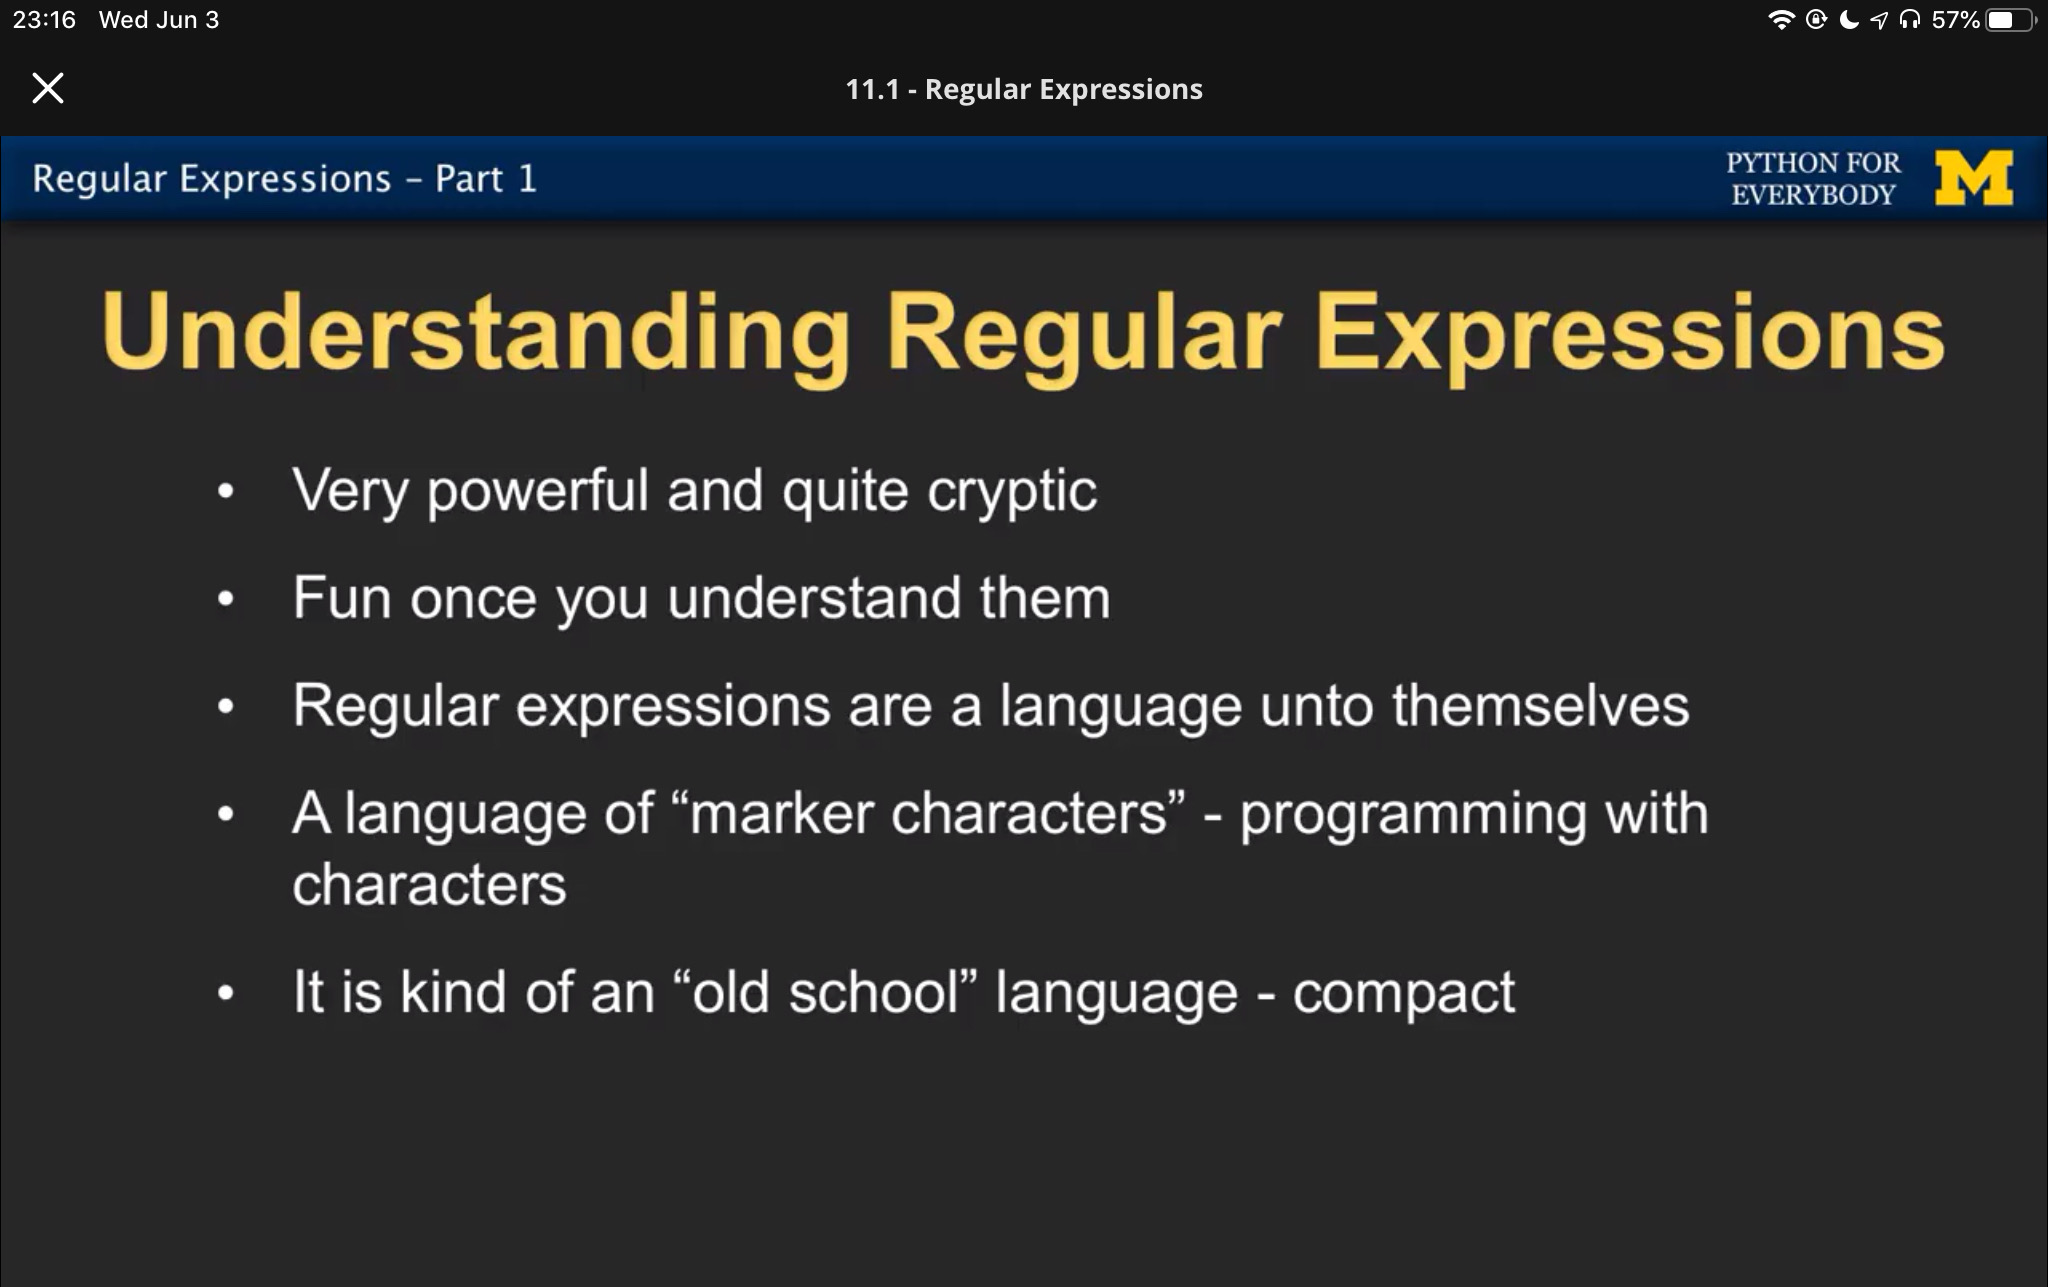 23:16 Wed Jun 3
57%
11.1 - Regular Expressions
Regular Expressions – Part 1
PYTHON FOR
EVERYBODY
M
Understanding Regular Expressions
• Very powerful and quite cryptic
• Fun once you understand them
• Regular expressions are a language unto themselves
• A language of “marker characters” - programming with
characters
• It is kind of an “old school” language - compact